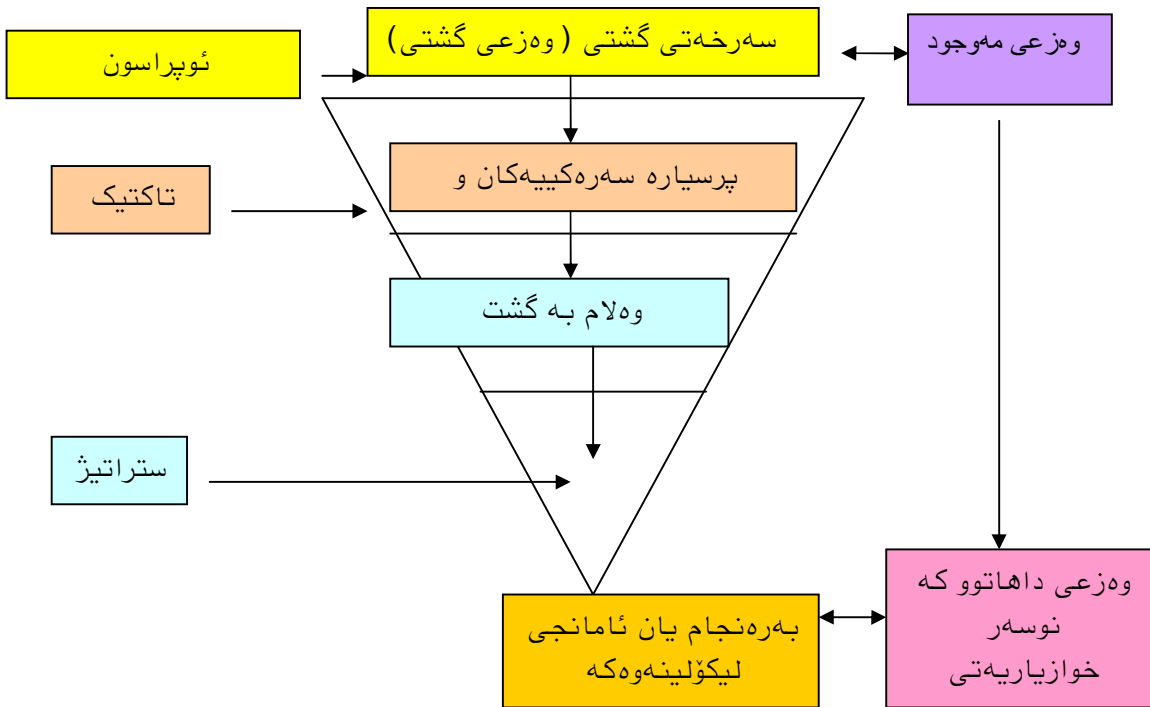 سەرخەتی گشتی ( وەزعی گشتی)
وەزعی مەوجود
ئوپراسون
پرسیارە سەرەکییەکان و
تاکتیک
وەلام بە گشت
ستراتیژ
وەزعی داهاتوو کە
نوسەر
خوازیاریەتی
بەرەنجام یان ئامانجی
لیکۆلینەوەکە